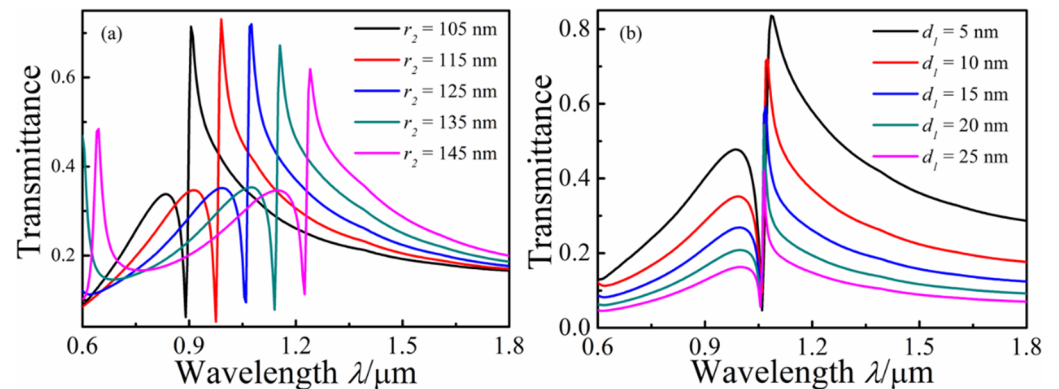 (a)
r₂ = 105 nm
r₂ = 115 nm
r₂ = 125 nm
r₂ = 135 nm
r₂ = 145 nm
Transmittance
0.6
0.4
0.2
0.6 0.9 1.2 1.5 1.8
Wavelength λ/μm
(b)
d₁ = 5 nm
d₁ = 10 nm
d₁ = 15 nm
d₁ = 20 nm
d₁ = 25 nm
Transmittance
0.8
0.6
0.4
0.2
0.0
0.6 0.9 1.2 1.5 1.8
Wavelength λ/μm